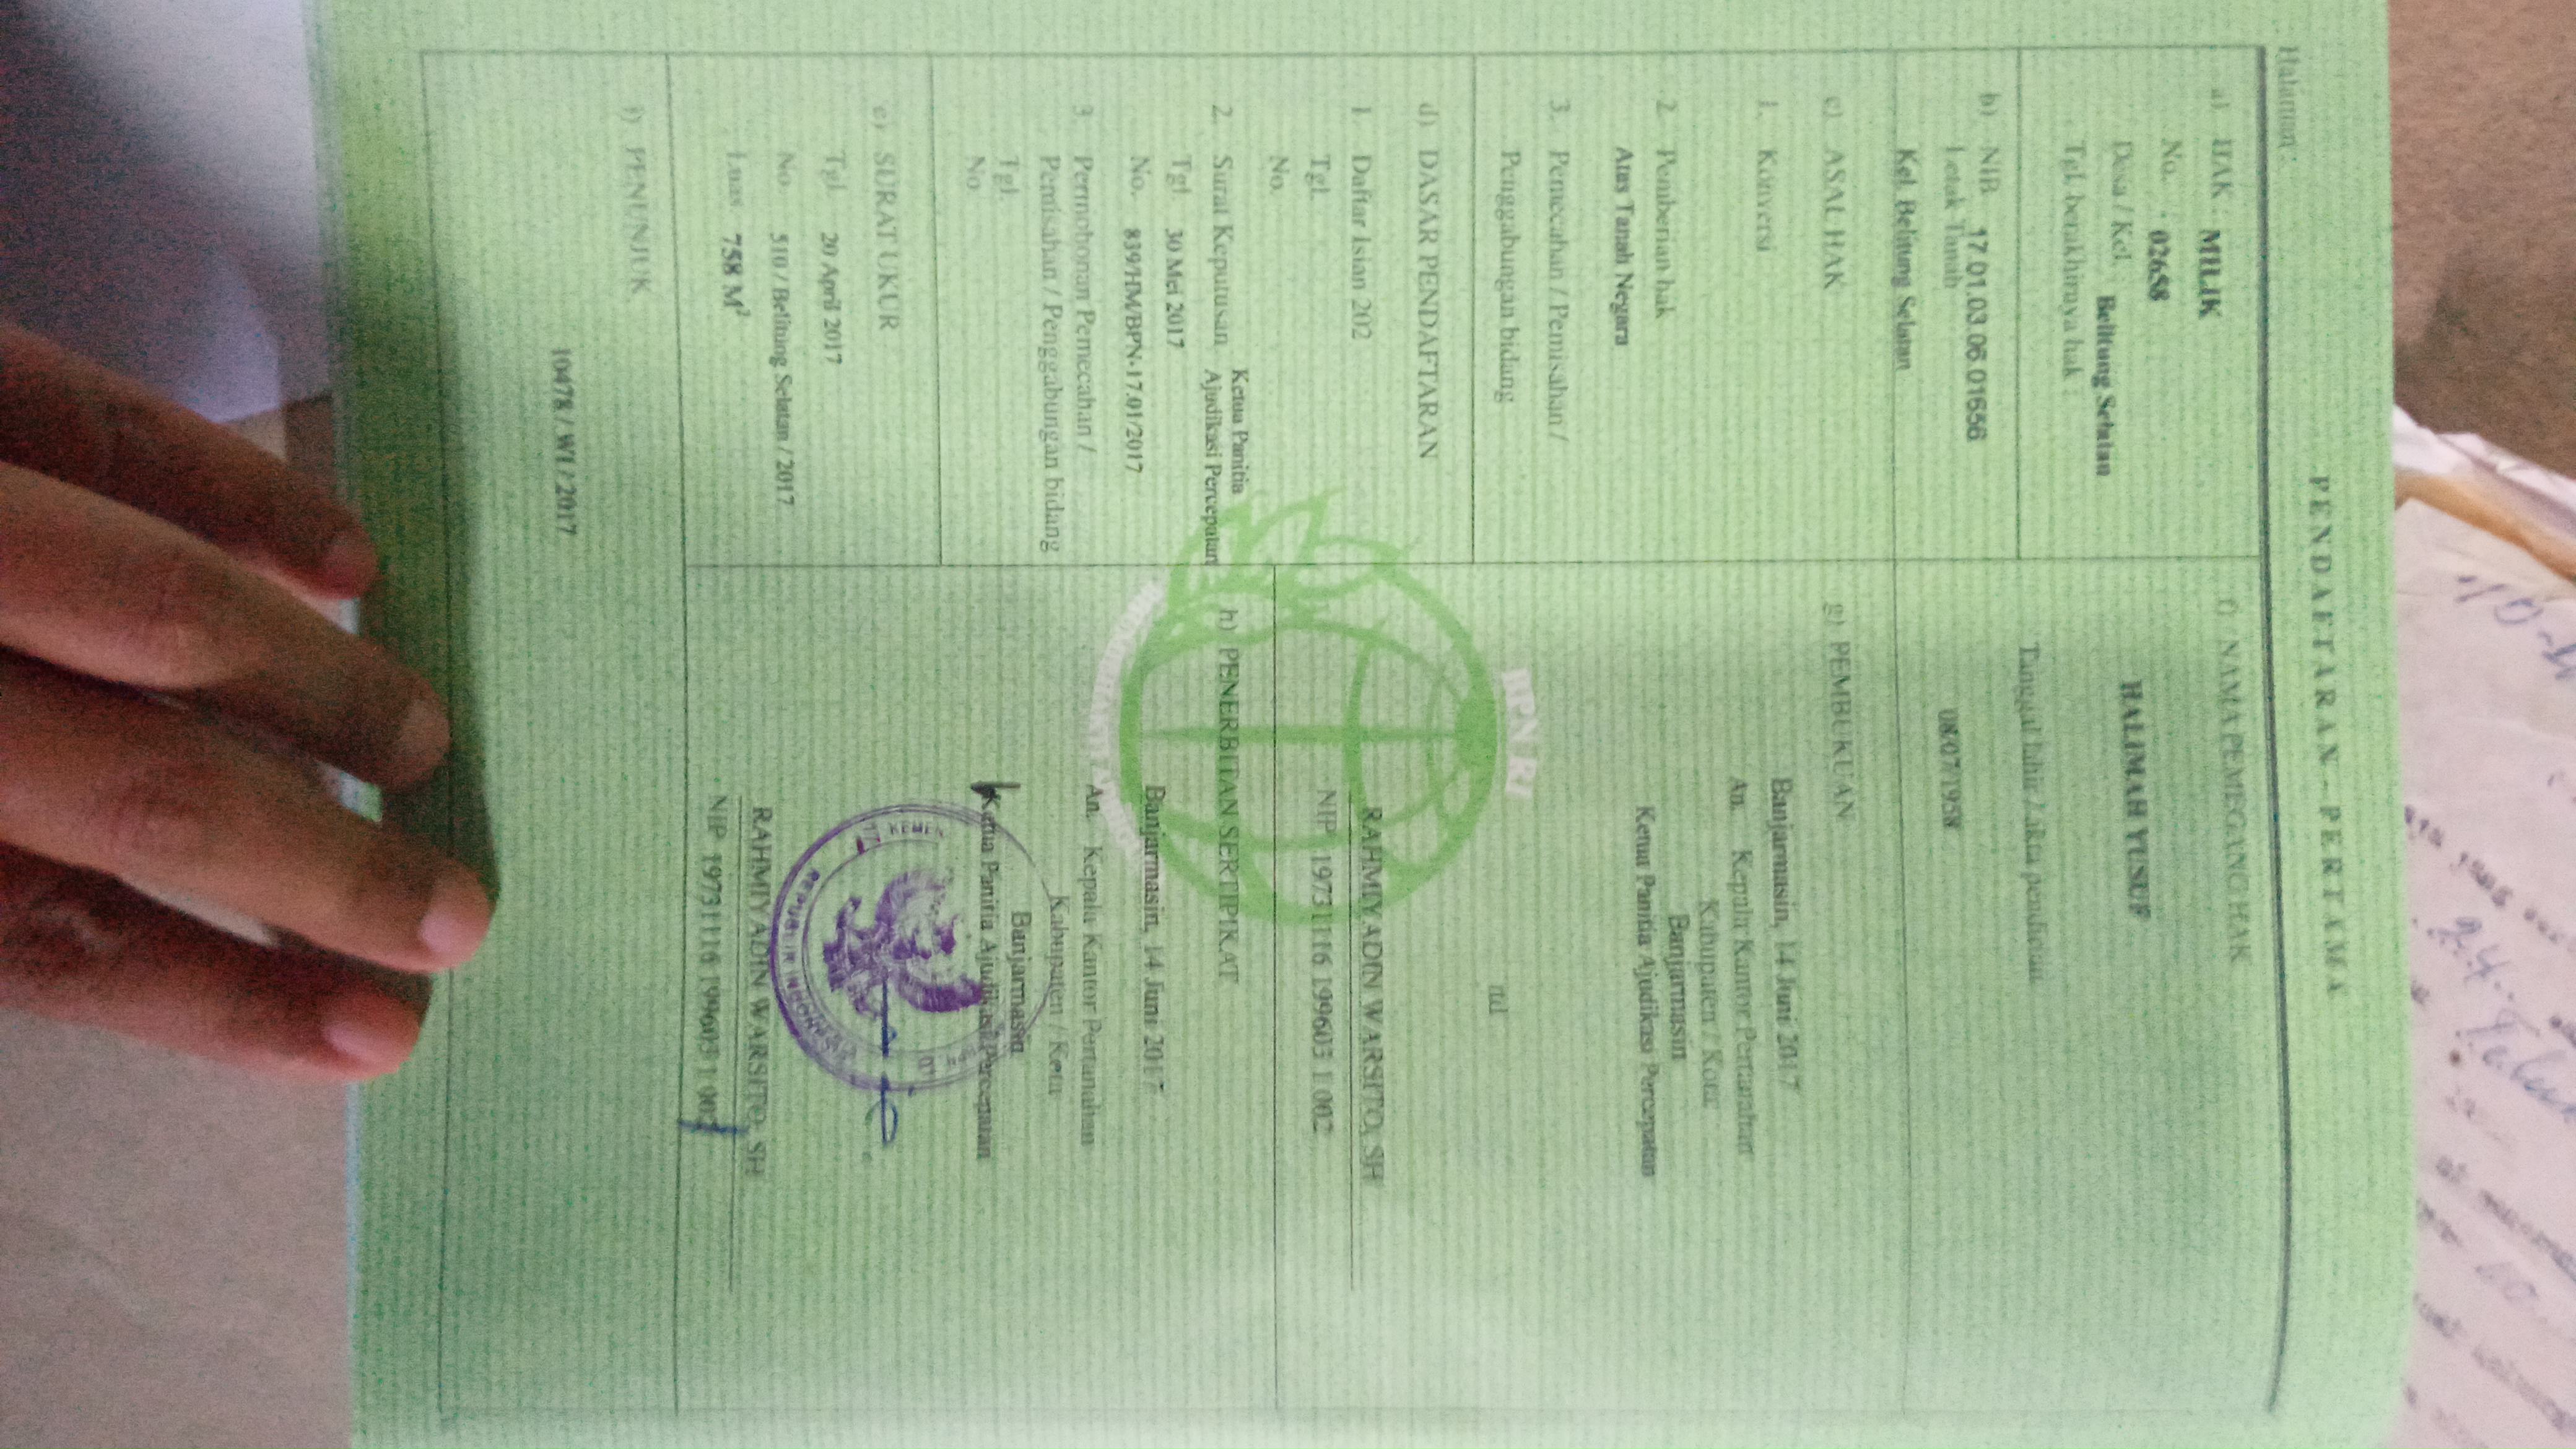 Halaman :
PENDAFTARAN - PERTAMA
a) HAK : MILIK
No. : 02658
Desa / Kel. Belitung Selatan
Tgl. berakhirnya hak :
b) NIB 17.01.03.06.01656
Letak Tanah
Kel. Belitung Selatan
c) ASAL HAK
1. Konversi
2. Pemberian hak
Atas Tanah Negara
3. Pemecahan / Pemisahan /
Penggabungan bidang
d) DASAR PENDAFTARAN
1. Daftar Isian 202
Tgl.
No.
2. Surat Keputusan Ketua Panitia
Ajudikasi Percepatan
Tgl. 30 Mei 2017
No. 839/HM/BPN-17.01/2017
3. Permohonan Pemecahan /
Pemisahan / Penggabungan bidang
Tgl.
No.
e) SURAT UKUR
Tgl. 20 April 2017
No. 510 / Belitung Selatan / 2017
Luas 758 M²
f) NAMA PEMEGANG HAK
HALIMAH YUSUF
Tanggal lahir / akta pendirian
08/07/1958
g) PEMBUKUAN
Banjarmasin, 14 Juni 2017
An. Kepala Kantor Pertanahan
Kabupaten / Kota
Banjarmasin
Ketua Panitia Ajudikasi Percepatan
ttd
RAHMIYADIN WARSITO, SH
NIP 19731116 199603 1 002
h) PENERBITAN SERTIPIKAT
Banjarmasin, 14 Juni 2017
An. Kepala Kantor Pertanahan
Kabupaten / Kota
Banjarmasin
Ketua Panitia Ajudikasi Percepatan
REPUBLIK INDONESIA
RAHMIYADIN WARSITO, SH
NIP 19731116 199603 1 002
i) PENUNJUK
10478 / WI / 2017
BPN RI